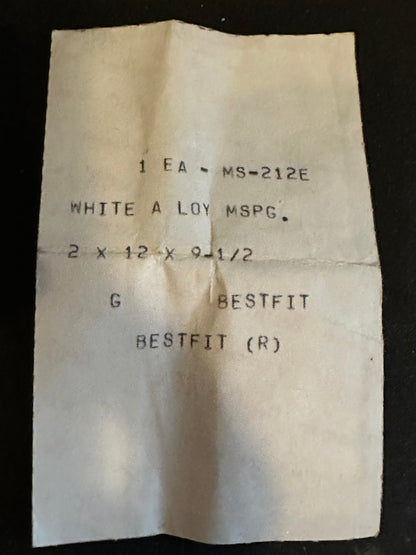 1 EA - MS-212E
WHITE A LOY MSPG.
2 X 12 X 9-1/2
G BESTFIT
BESTFIT (R)